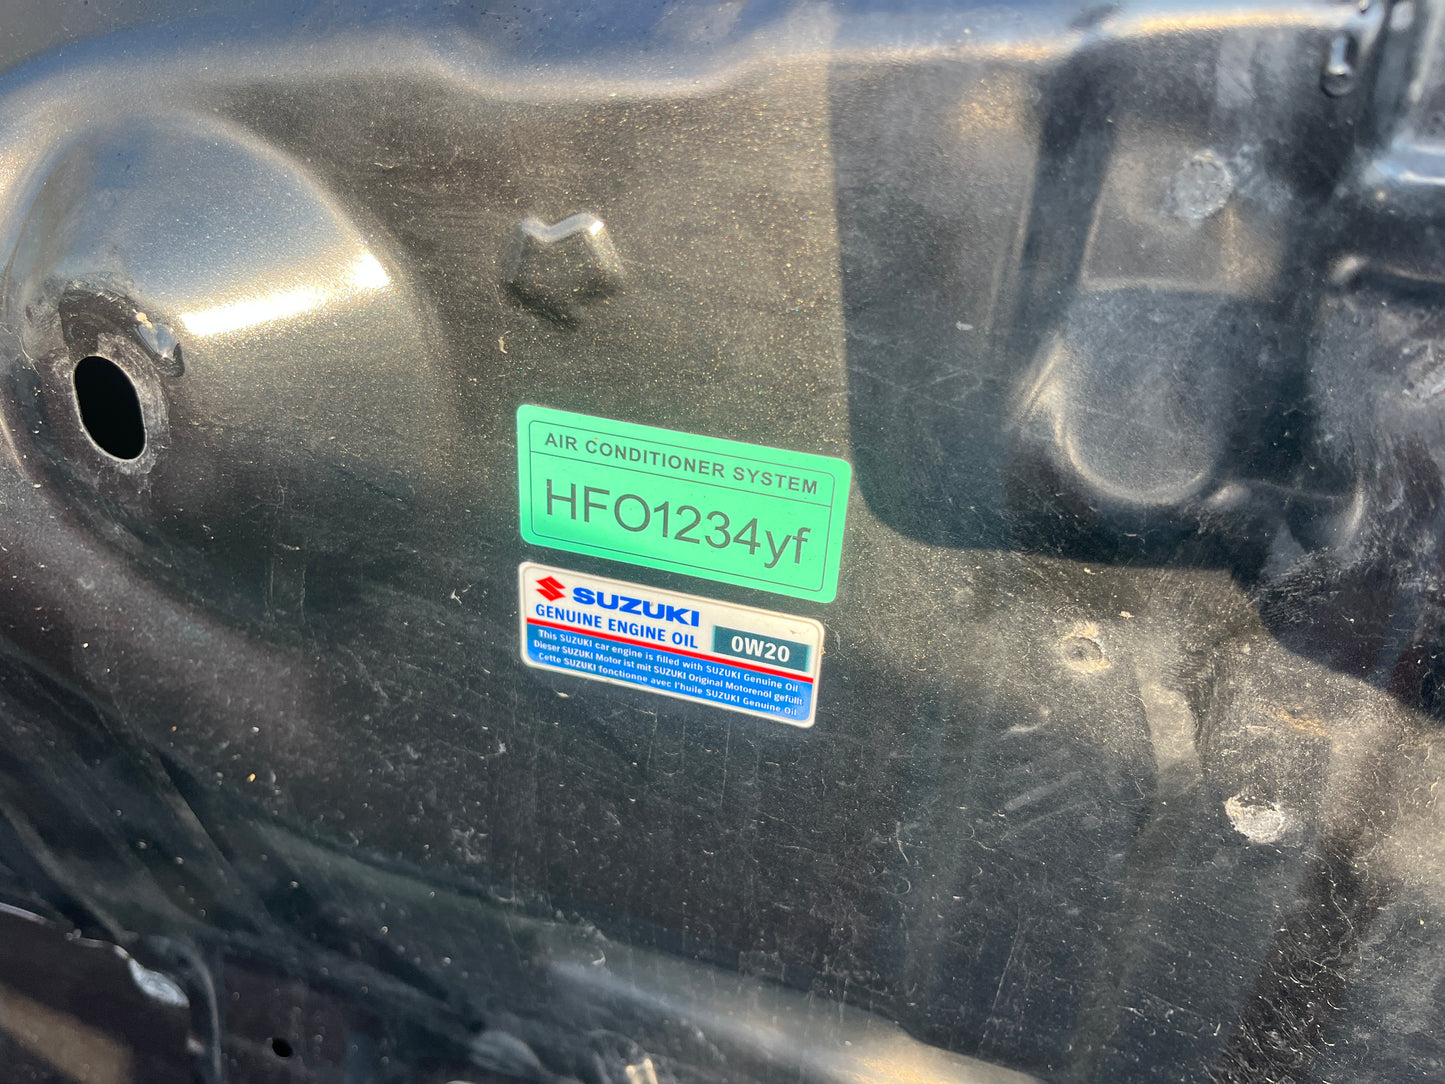 AIR CONDITIONER SYSTEM
HFO1234yf
SUZUKI
GENUINE ENGINE OIL 0W20
This SUZUKI car engine is filled with SUZUKI Genuine Oil
Dieser SUZUKI Motor ist mit SUZUKI Original Motorenöl gefüllt
Cette SUZUKI fonctionne avec l'huile SUZUKI Genuine Oil